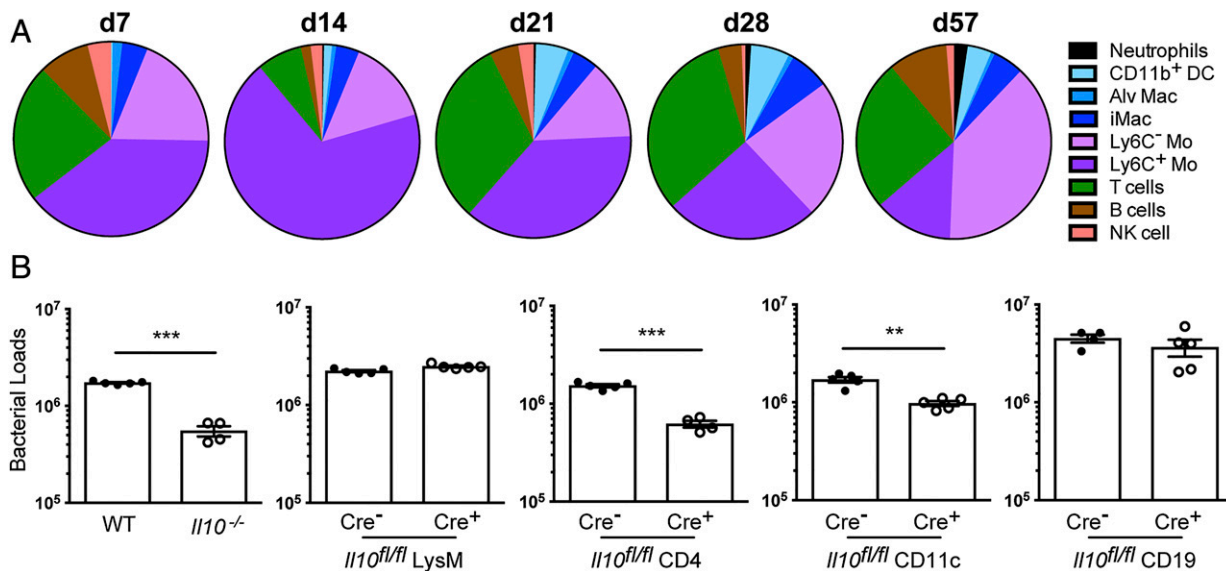 A
d7 d14 d21 d28 d57
Neutrophils
CD11b⁺ DC
Alv Mac
iMac
Ly6C⁻ Mo
Ly6C⁺ Mo
T cells
B cells
NK cell
B
Bacterial Loads
10⁷
10⁶
10⁵
***
WT Il10⁻/⁻
10⁷
10⁶
10⁵
Cre⁻ Cre⁺
Il10ᶠˡ/ᶠˡ LysM
10⁷
10⁶
10⁵
***
Cre⁻ Cre⁺
Il10ᶠˡ/ᶠˡ CD4
10⁷
10⁶
10⁵
**
Cre⁻ Cre⁺
Il10ᶠˡ/ᶠˡ CD11c
10⁷
10⁶
10⁵
Cre⁻ Cre⁺
Il10ᶠˡ/ᶠˡ CD19